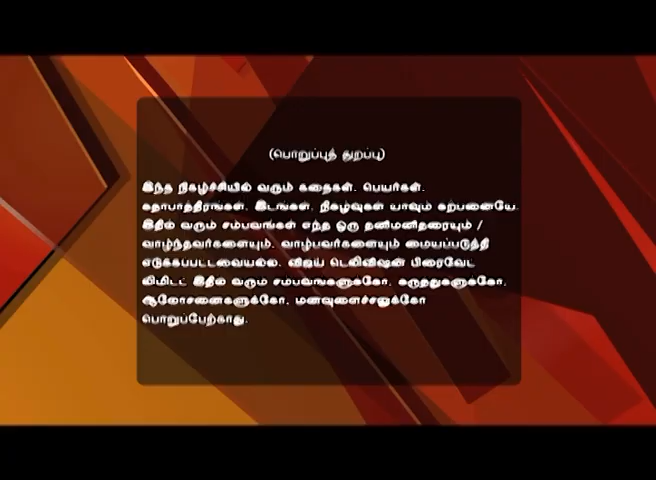 (பொறுப்புத் துறப்பு)
இந்த நிகழ்ச்சியில் வரும் கதைகள், பெயர்கள்,
கதாபாத்திரங்கள், இடங்கள், நிகழ்வுகள் யாவும் கற்பனையே.
இதில் வரும் சம்பவங்கள் எந்த ஒரு தனிமனிதரையும் /
வாழ்ந்தவர்களையும், வாழ்பவர்களையும் மையப்படுத்தி
எடுக்கப்பட்டவையல்ல. விஜய் டெலிவிஷன் பிரைவேட்
லிமிடட் இதில் வரும் சம்பவங்களுக்கோ, கருத்துகளுக்கோ,
ஆலோசனைகளுக்கோ, மனவுளைச்சலுக்கோ
பொறுப்பேற்காது.